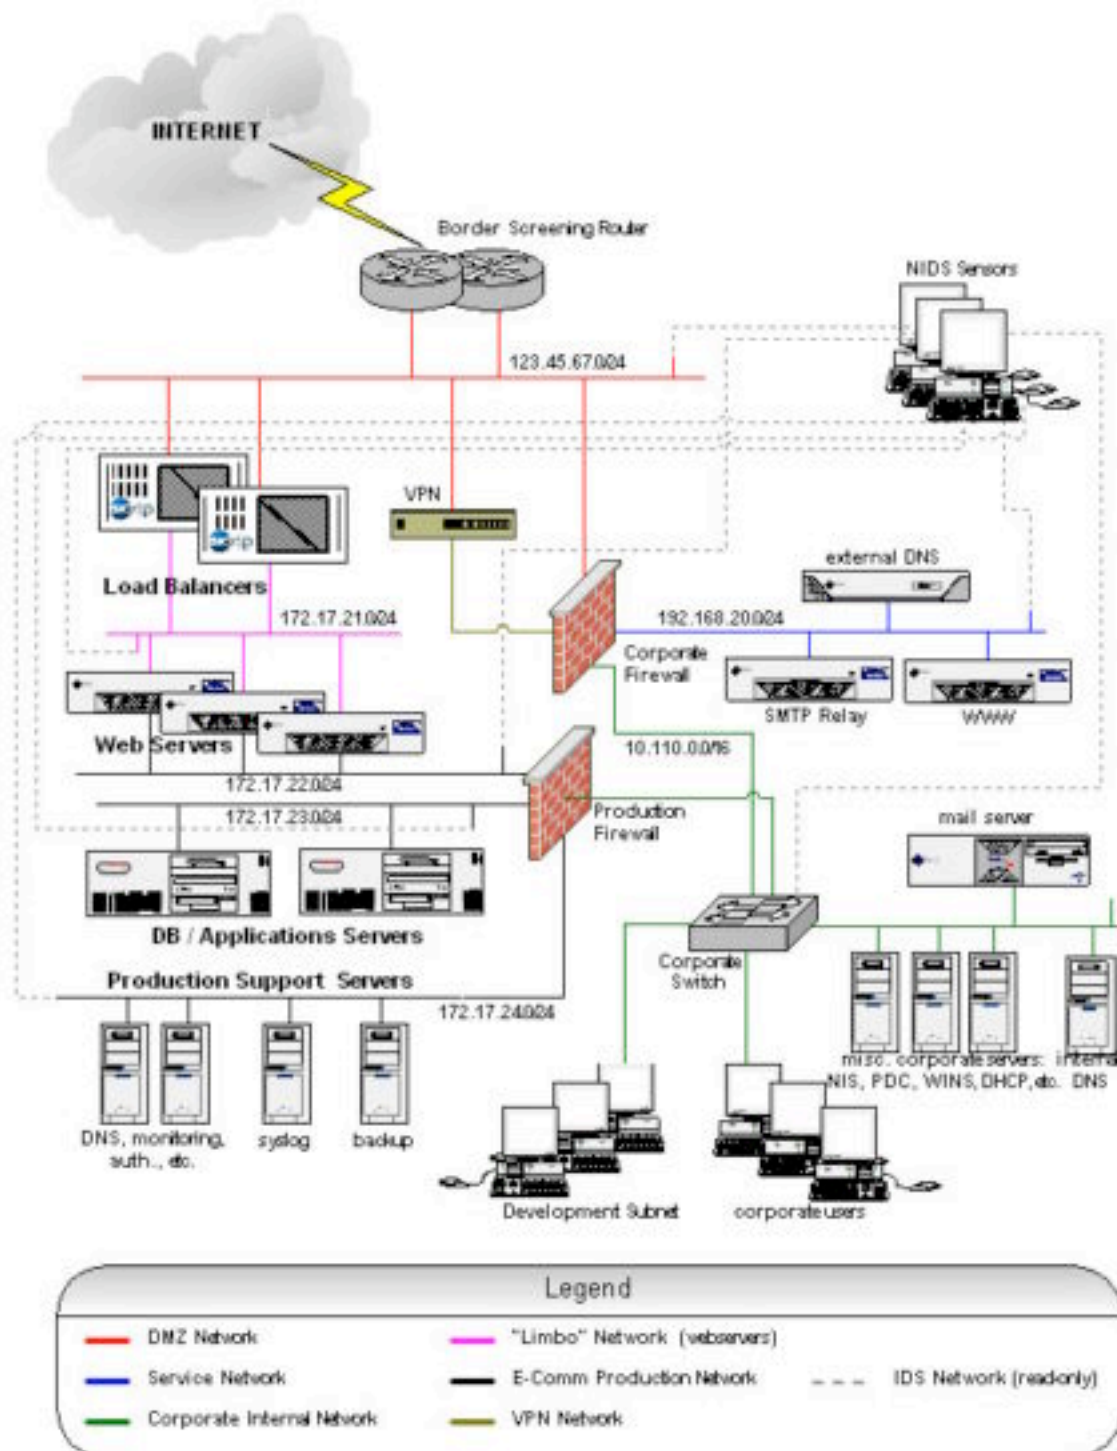 INTERNET
Border Screening Router
NIDS Sensors
123.45.67.0/24
VPN
external DNS
Load Balancers
172.17.21.0/24
192.168.20.0/24
Corporate
Firewall
SMTP Relay
WWW
Web Servers
10.110.0.0/16
172.17.22.0/24
172.17.23.0/24
Production
Firewall
mail server
DB / Applications Servers
Corporate
Switch
Production Support Servers
172.17.24.0/24
misc. corporate servers:
NIS, PDC, WINS, DHCP, etc.
interna
DNS
DNS, monitoring,
auth., etc.
syslog
backup
Development Subnet
corporate users
Legend
DMZ Network
"Limbo" Network (webservers)
Service Network
E-Comm Production Network
IDS Network (read-only)
Corporate Internal Network
VPN Network